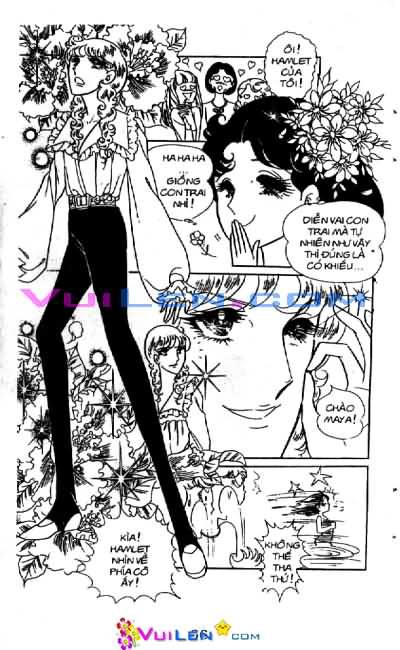 ÔI!
HAMLET
CỦA
TÔI!
HA HA HA
...
GIỐNG
CON TRAI
NHỈ!
DIỄN VAI CON
TRAI MÀ TỰ
NHIÊN NHƯ VẬY
THÌ ĐÚNG LÀ
CÓ KHIẾU...
VUILEN.COM
CHÀO
MAYA!
KÌA!
HAMLET
NHÌN VỀ
PHÍA CÔ
ẤY!
KHÔNG
THỂ
THA
THỨ!
VUILEN.COM